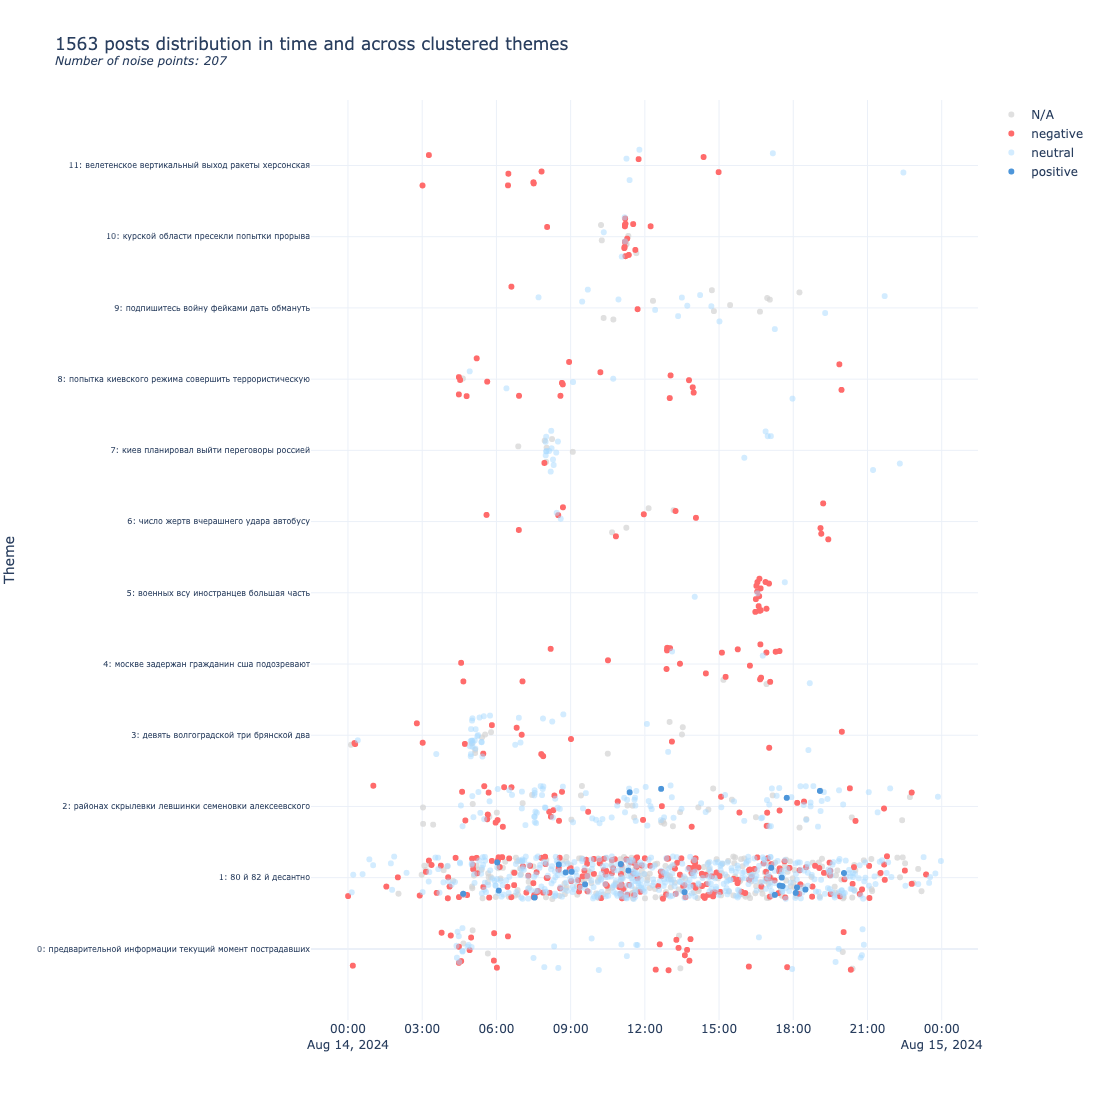 1563 posts distribution in time and across clustered themes
Number of noise points: 207
N/A
negative
neutral
positive
Theme
11: велетенское вертикальный выход ракеты херсонская
10: курской области пресекли попытки прорыва
9: подпишитесь войну фейками дать обмануть
8: попытка киевского режима совершить террористическую
7: киев планировал выйти переговоры россией
6: число жертв вчерашнего удара автобусу
5: военных всу иностранцев большая часть
4: москве задержан гражданин сша подозревают
3: девять волгоградской три брянской два
2: районах скрылевки левшинки семеновки алексеевского
1: 80 й 82 й десантно
0: предварительной информации текущий момент пострадавших
00:00 03:00 06:00 09:00 12:00 15:00 18:00 21:00 00:00
Aug 14, 2024 Aug 15, 2024